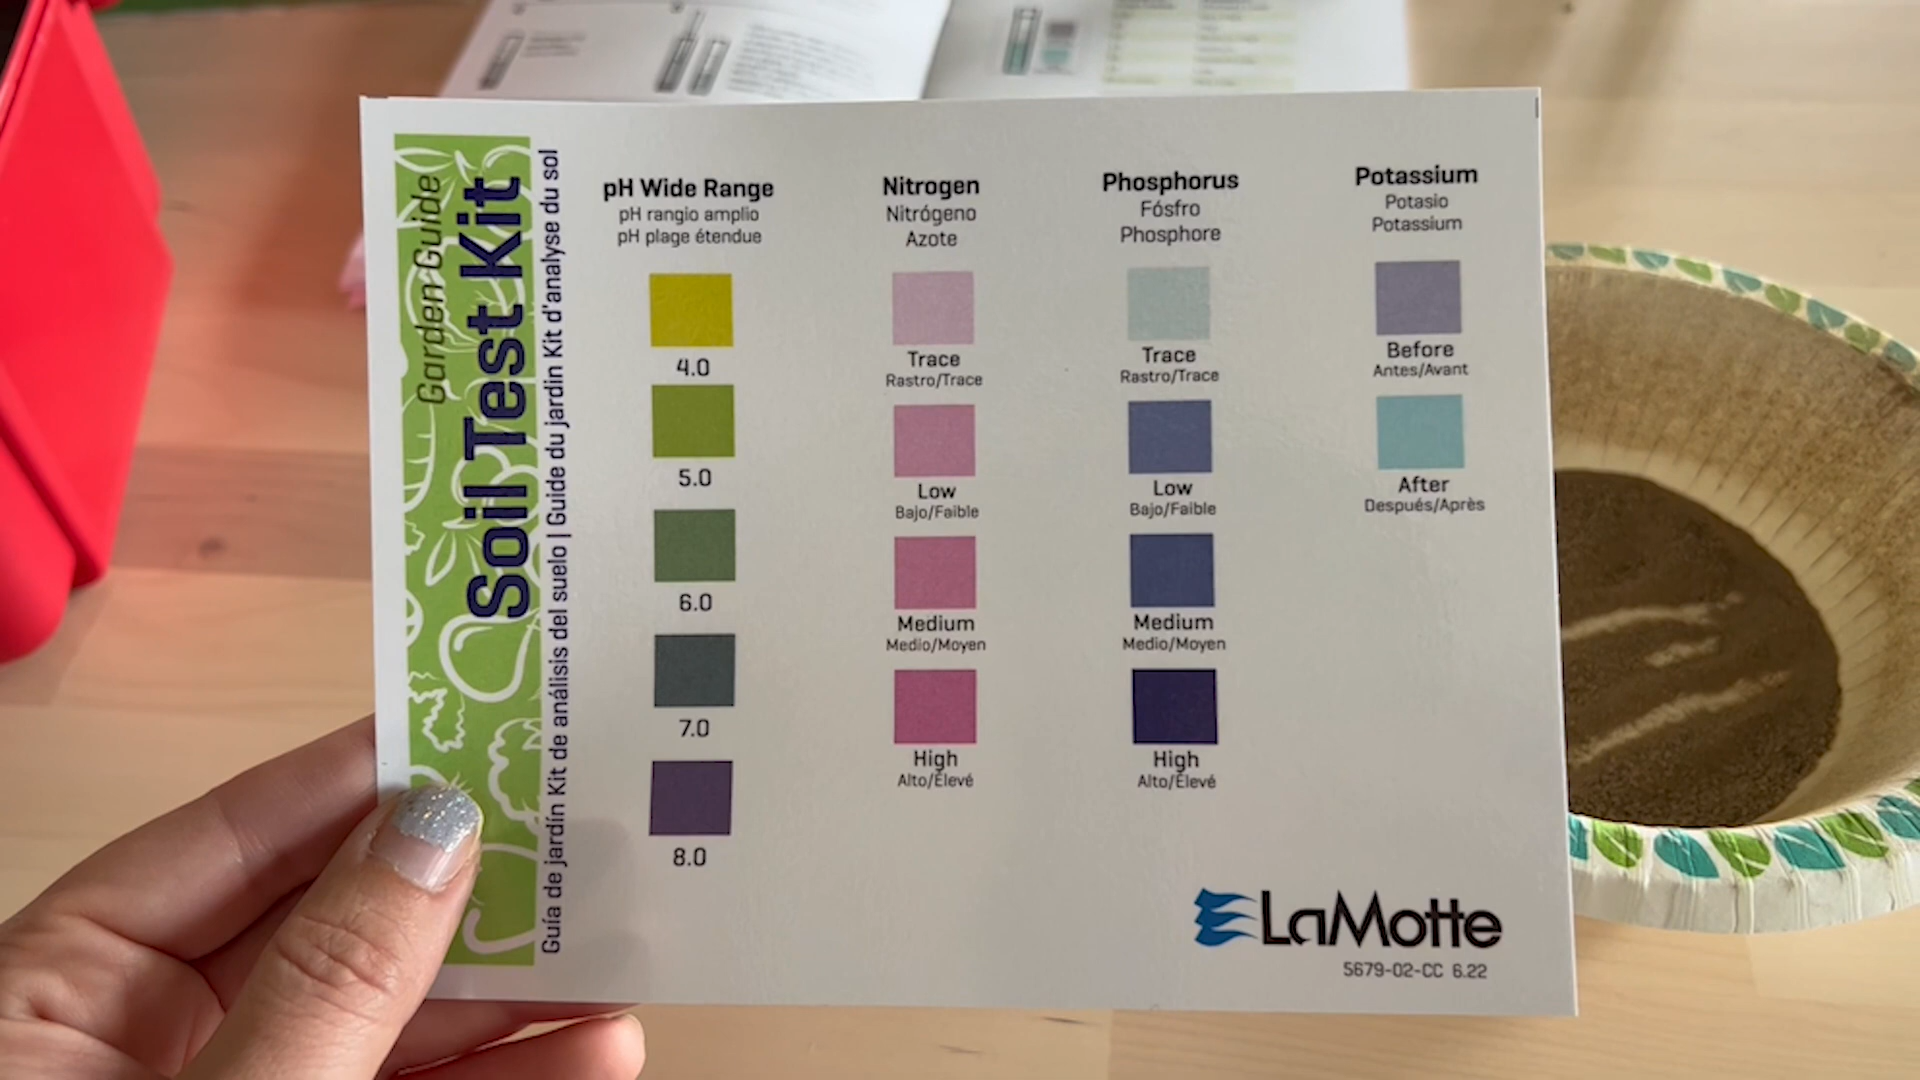 Garden Guide
Soil Test Kit
Guía de jardín Kit de análisis del suelo | Guide du jardin Kit d'analyse du sol
pH Wide Range
pH rangio amplio
pH plage étendue
4.0
5.0
6.0
7.0
8.0
Nitrogen
Nitrógeno
Azote
Trace
Rastro/Trace
Low
Bajo/Faible
Medium
Medio/Moyen
High
Alto/Élevé
Phosphorus
Fósfro
Phosphore
Trace
Rastro/Trace
Low
Bajo/Faible
Medium
Medio/Moyen
High
Alto/Élevé
Potassium
Potasio
Potassium
Before
Antes/Avant
After
Después/Après
LaMotte
5679-02-CC 6.22